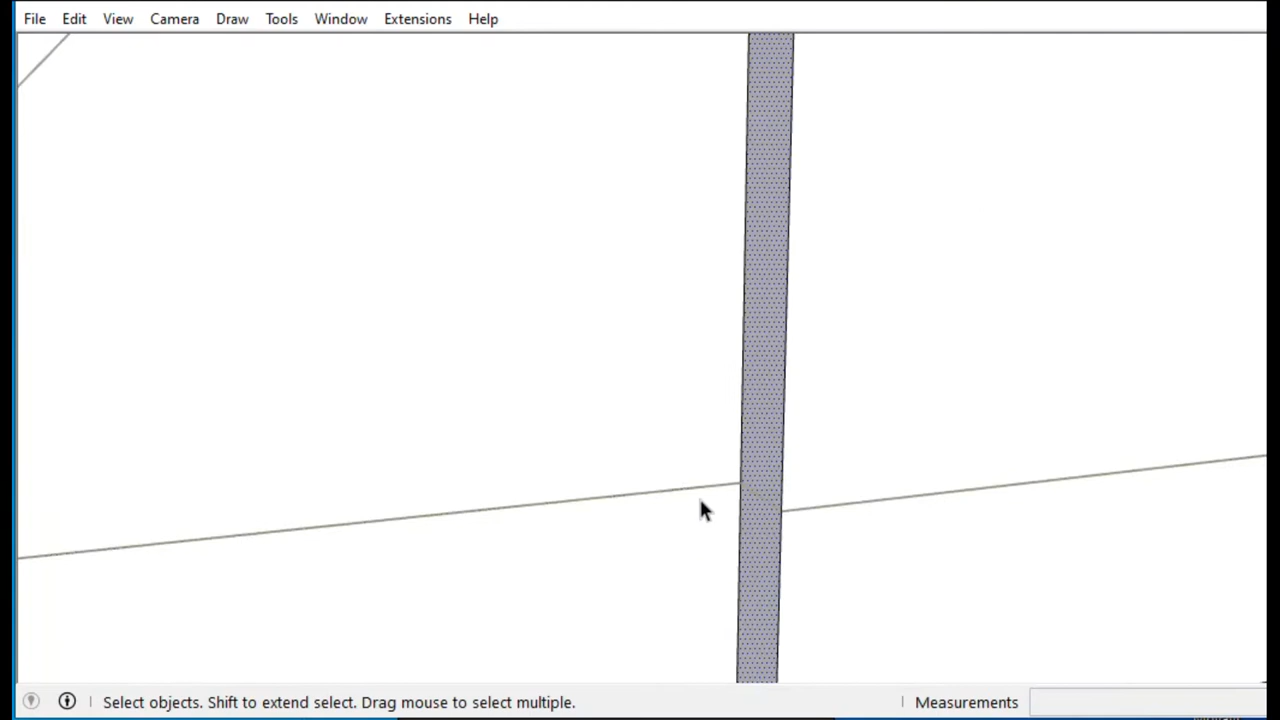 File Edit View Camera Draw Tools Window Extensions Help
Select objects. Shift to extend select. Drag mouse to select multiple. Measurements